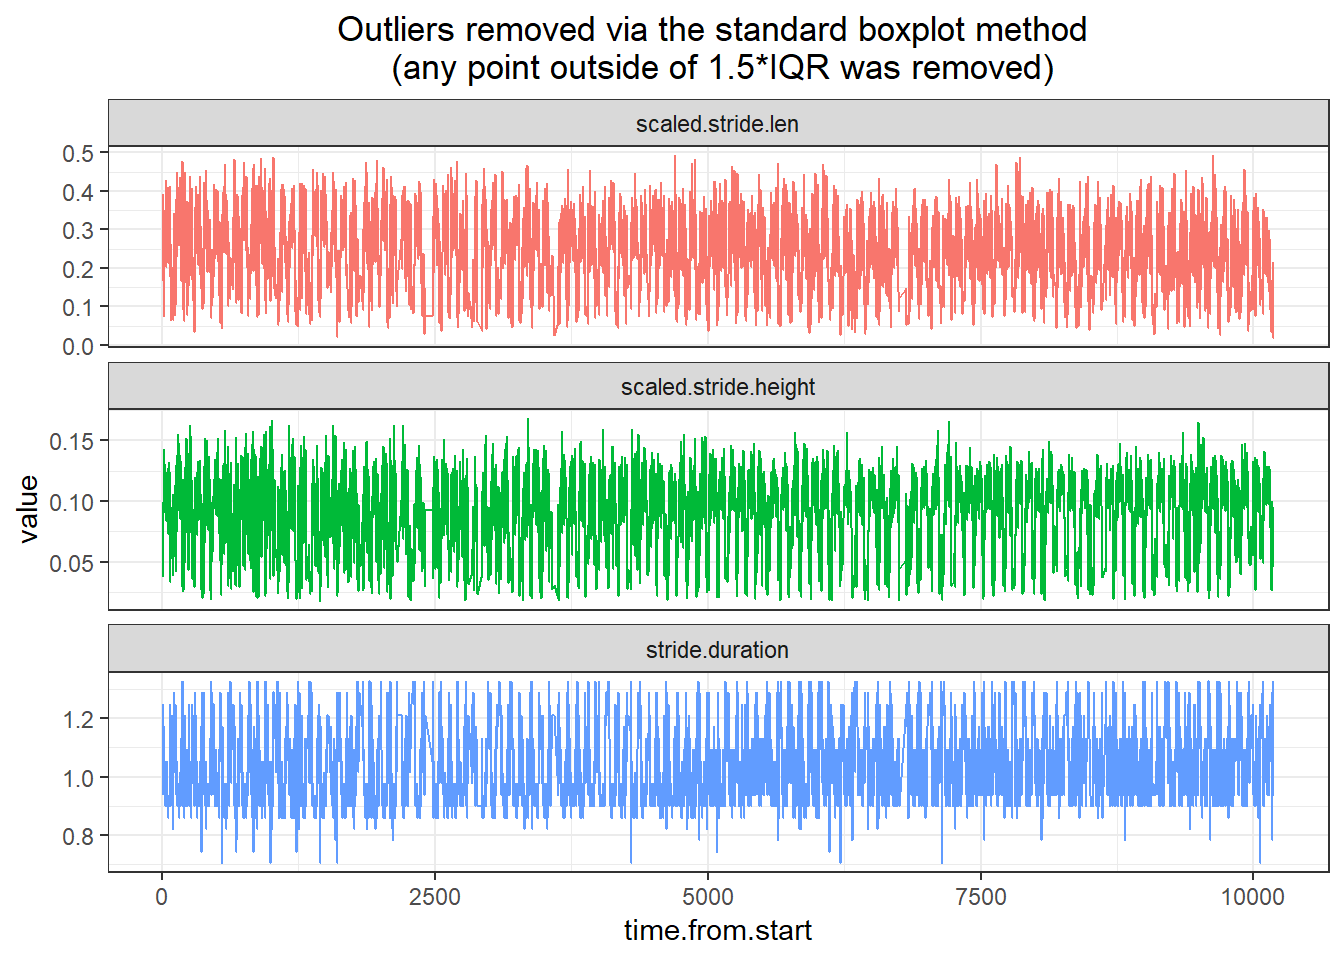 Outliers removed via the standard boxplot method
(any point outside of 1.5*IQR was removed)
scaled.stride.len
0.5
0.4
0.3
0.2
0.1
0.0
scaled.stride.height
0.15
0.10
0.05
value
stride.duration
1.2
1.0
0.8
0 2500 5000 7500 10000
time.from.start